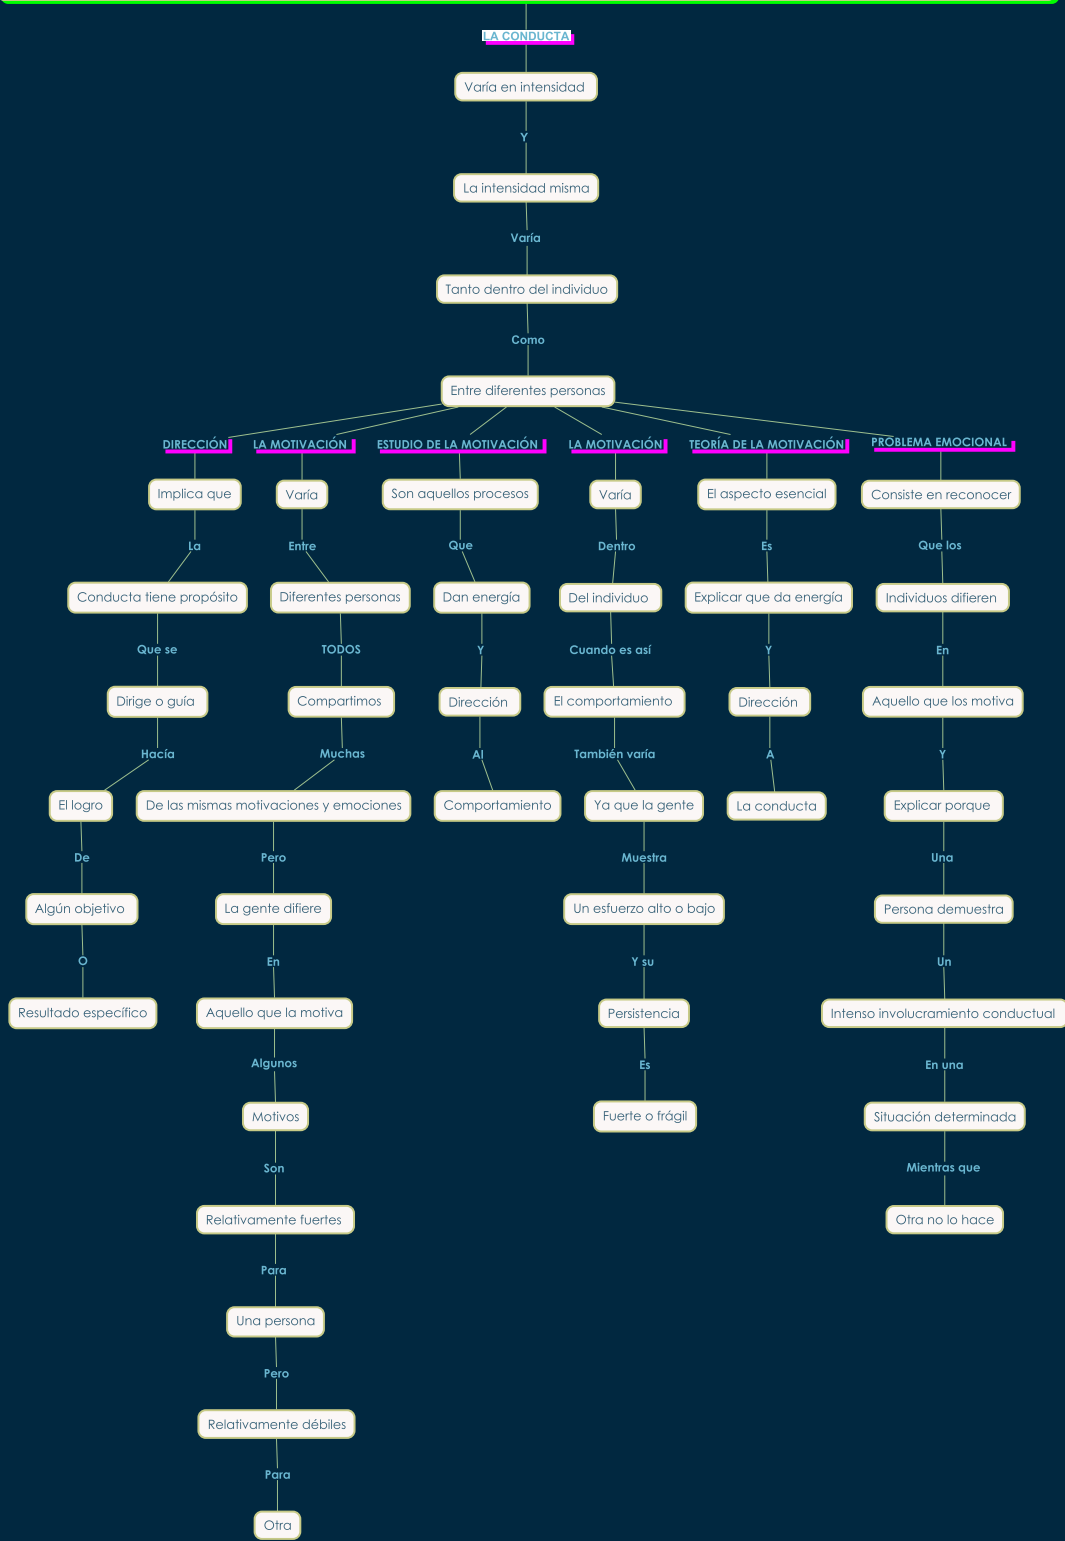 LA CONDUCTA
Varía en intensidad
Y
La intensidad misma
Varía
Tanto dentro del individuo
Como
Entre diferentes personas
DIRECCIÓN
Implica que
La
Conducta tiene propósito
Que se
Dirige o guía
Hacía
El logro
De
Algún objetivo
O
Resultado específico
LA MOTIVACIÓN
Varía
Entre
Diferentes personas
TODOS
Compartimos
Muchas
De las mismas motivaciones y emociones
Pero
La gente difiere
En
Aquello que la motiva
Algunos
Motivos
Son
Relativamente fuertes
Para
Una persona
Pero
Relativamente débiles
Para
Otra
ESTUDIO DE LA MOTIVACIÓN
Son aquellos procesos
Que
Dan energía
Y
Dirección
Al
Comportamiento
LA MOTIVACIÓN
Varía
Dentro
Del individuo
Cuando es así
El comportamiento
También varía
Ya que la gente
Muestra
Un esfuerzo alto o bajo
Y su
Persistencia
Es
Fuerte o frágil
TEORÍA DE LA MOTIVACIÓN
El aspecto esencial
Es
Explicar que da energía
Y
Dirección
A
La conducta
PROBLEMA EMOCIONAL
Consiste en reconocer
Que los
Individuos difieren
En
Aquello que los motiva
Y
Explicar porque
Una
Persona demuestra
Un
Intenso involucramiento conductual
En una
Situación determinada
Mientras que
Otra no lo hace